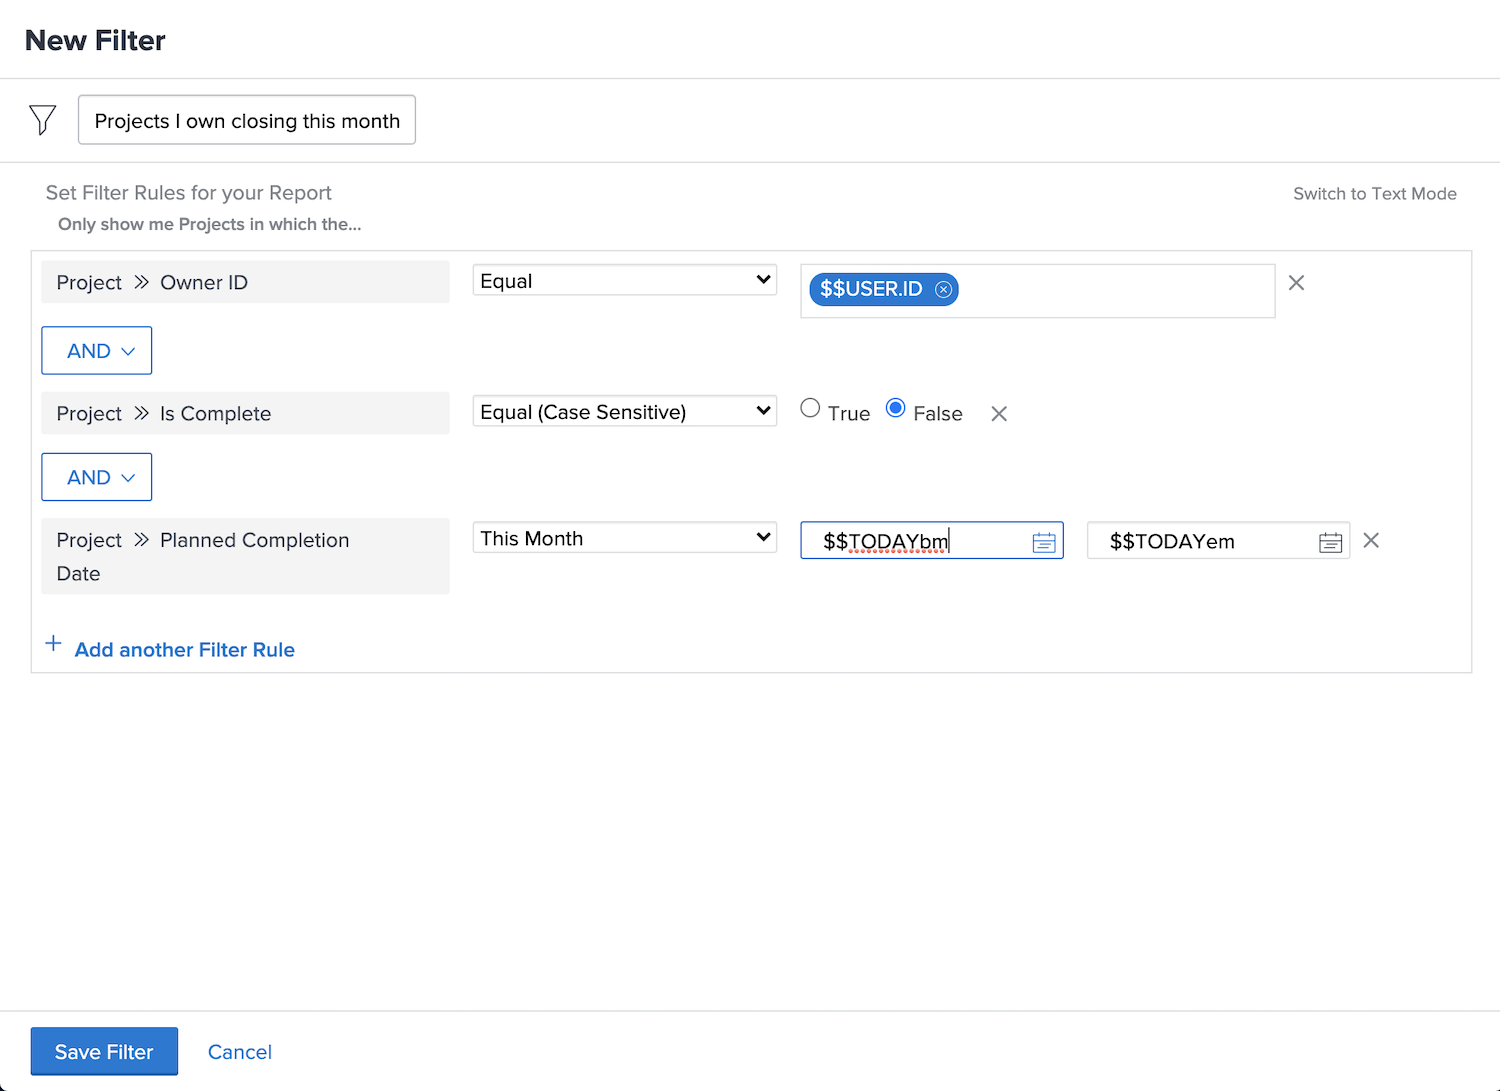 New Filter
Projects I own closing this month
Set Filter Rules for your Report
Switch to Text Mode
Only show me Projects in which the...
Project » Owner ID
Equal
$$USER.ID
AND
Project » Is Complete
Equal (Case Sensitive)
True
False
AND
Project » Planned Completion
Date
This Month
$$TODAYbm
$$TODAYem
+ Add another Filter Rule
Save Filter
Cancel